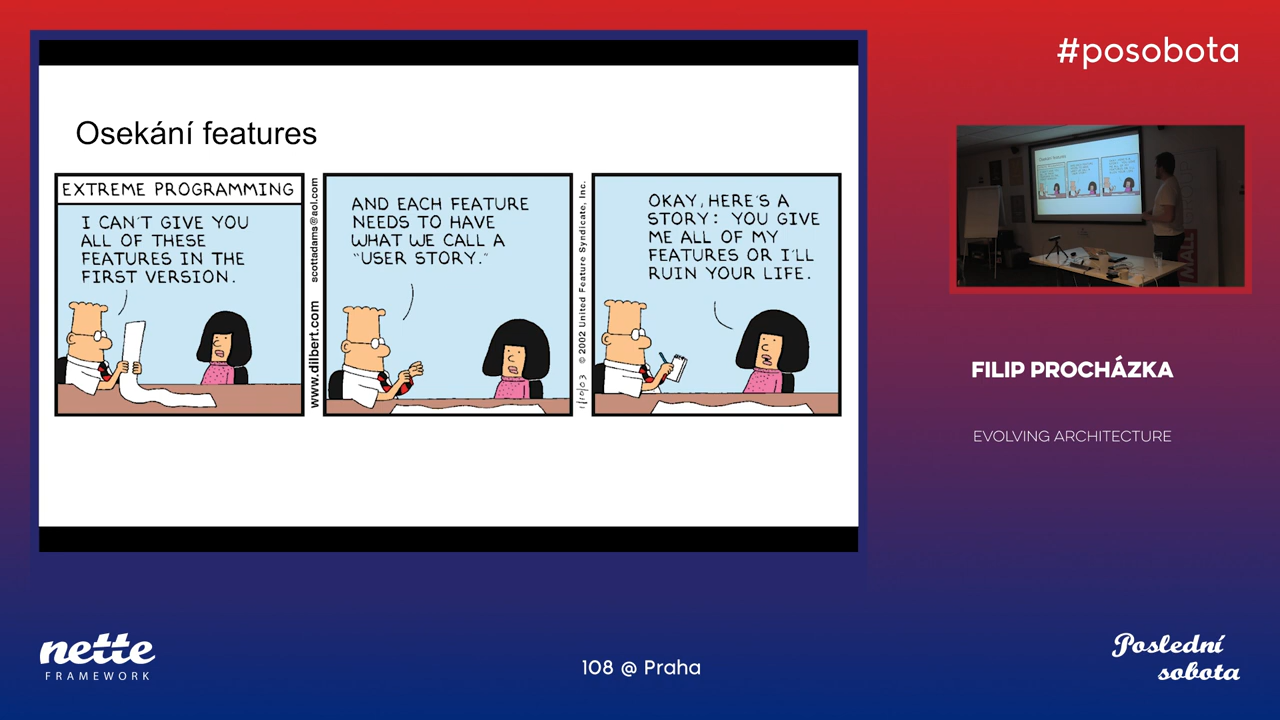 #posobota
Osekání features
EXTREME PROGRAMMING
I CAN'T GIVE YOU
ALL OF THESE
FEATURES IN THE
FIRST VERSION.
www.dilbert.com scottadams@aol.com
AND EACH FEATURE
NEEDS TO HAVE
WHAT WE CALL A
"USER STORY."
1/10/03 © 2002 United Feature Syndicate, Inc.
OKAY, HERE'S A
STORY: YOU GIVE
ME ALL OF MY
FEATURES OR I'LL
RUIN YOUR LIFE.
FILIP PROCHÁZKA
EVOLVING ARCHITECTURE
nette
FRAMEWORK
108 @ Praha
Poslední
sobota